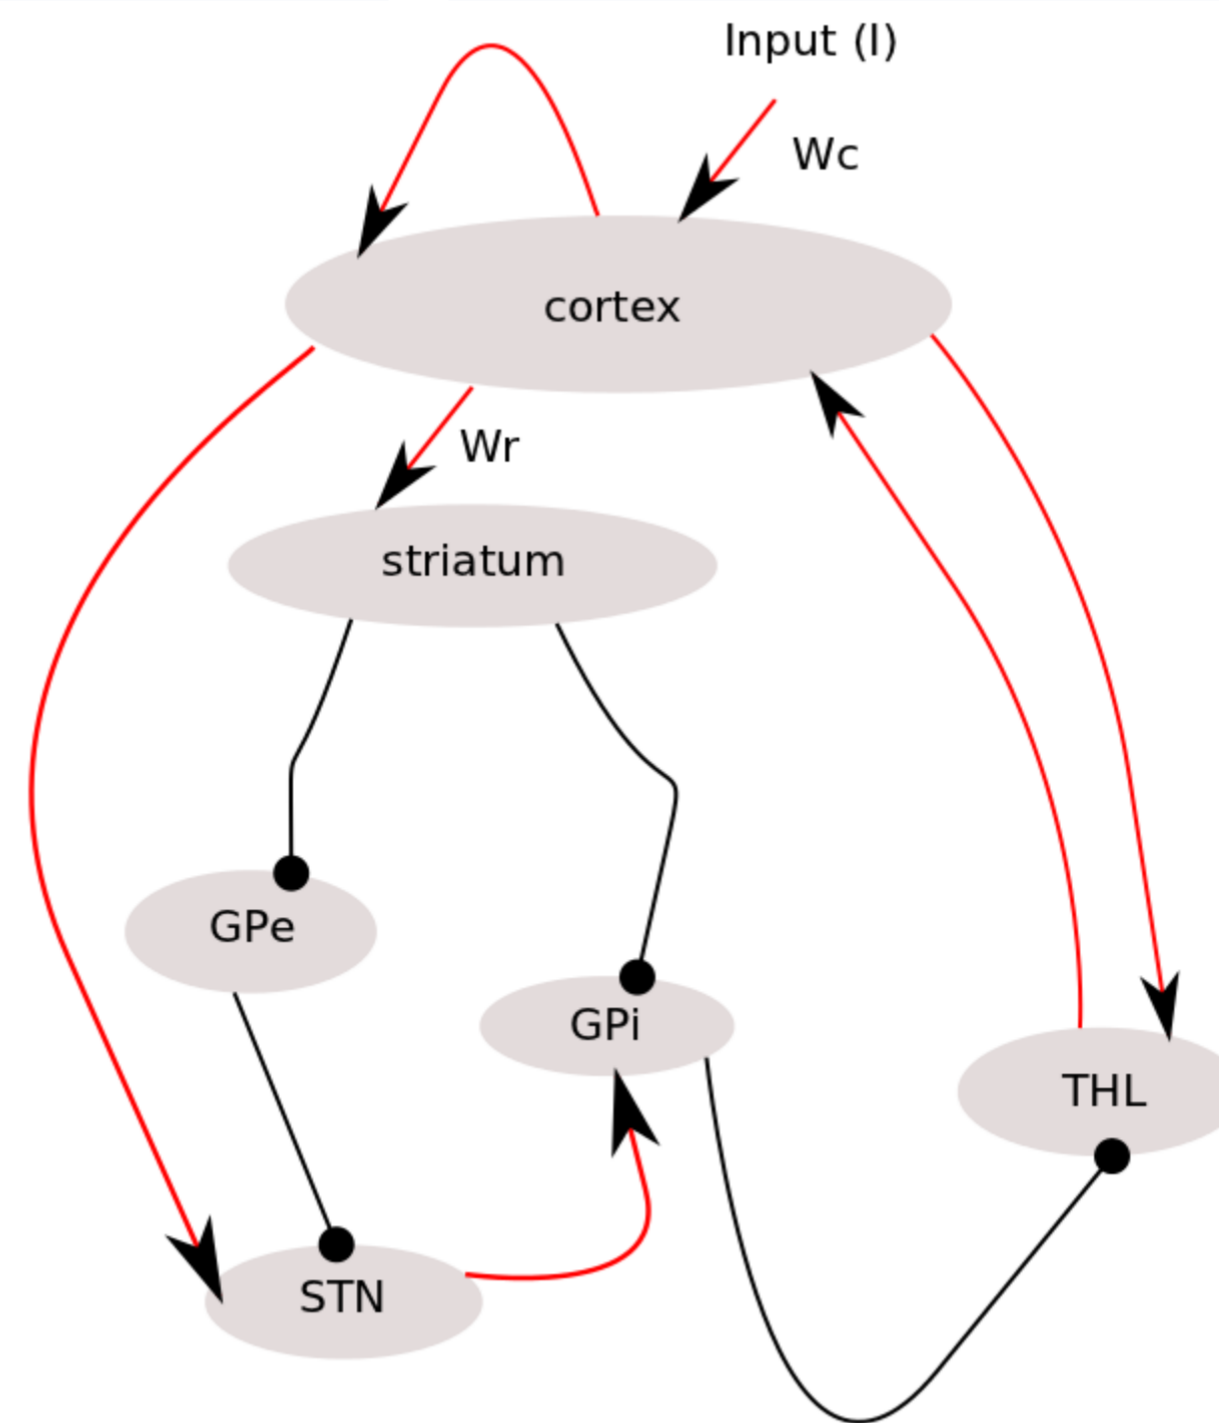 Input (I)
Wc
cortex
Wr
striatum
GPe
GPi
THL
STN